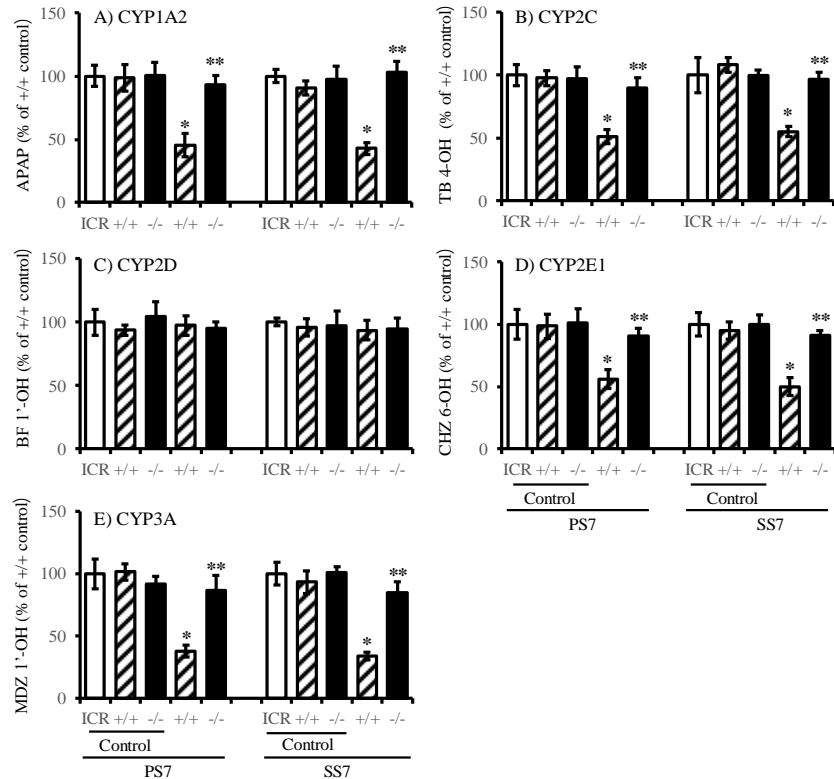 A) CYP1A2
APAP (% of +/+ control)
150
100
50
0
* ** * **
ICR +/+ -/- +/+ -/- ICR +/+ -/- +/+ -/-
B) CYP2C
TB 4-OH (% of +/+ control)
150
100
50
0
* ** * **
ICR +/+ -/- +/+ -/- ICR +/+ -/- +/+ -/-
C) CYP2D
BF 1’-OH (% of +/+ control)
150
100
50
0
ICR +/+ -/- +/+ -/- ICR +/+ -/- +/+ -/-
D) CYP2E1
CHZ 6-OH (% of +/+ control)
150
100
50
0
* ** * **
ICR +/+ -/- +/+ -/- ICR +/+ -/- +/+ -/-
Control Control
PS7 SS7
E) CYP3A
MDZ 1’-OH (% of +/+ control)
150
100
50
0
* ** * **
ICR +/+ -/- +/+ -/- ICR +/+ -/- +/+ -/-
Control Control
PS7 SS7